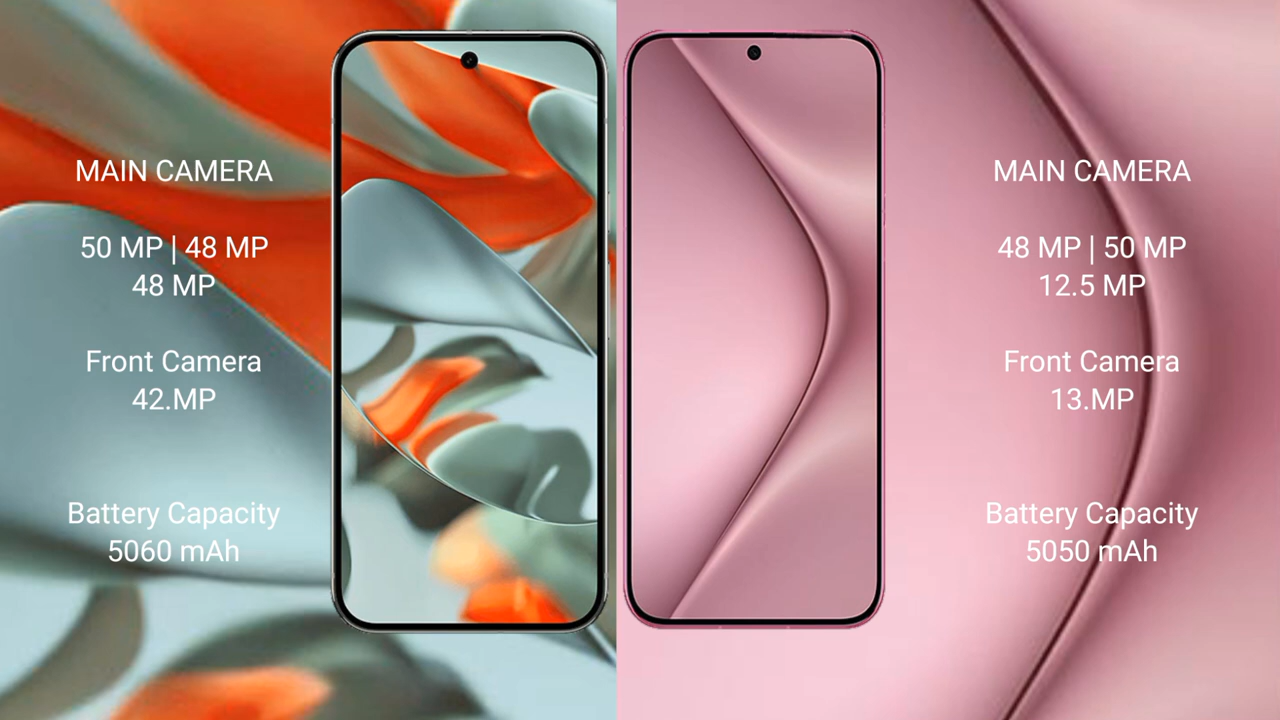 MAIN CAMERA
50 MP | 48 MP
48 MP
Front Camera
42.MP
Battery Capacity
5060 mAh
MAIN CAMERA
48 MP | 50 MP
12.5 MP
Front Camera
13.MP
Battery Capacity
5050 mAh